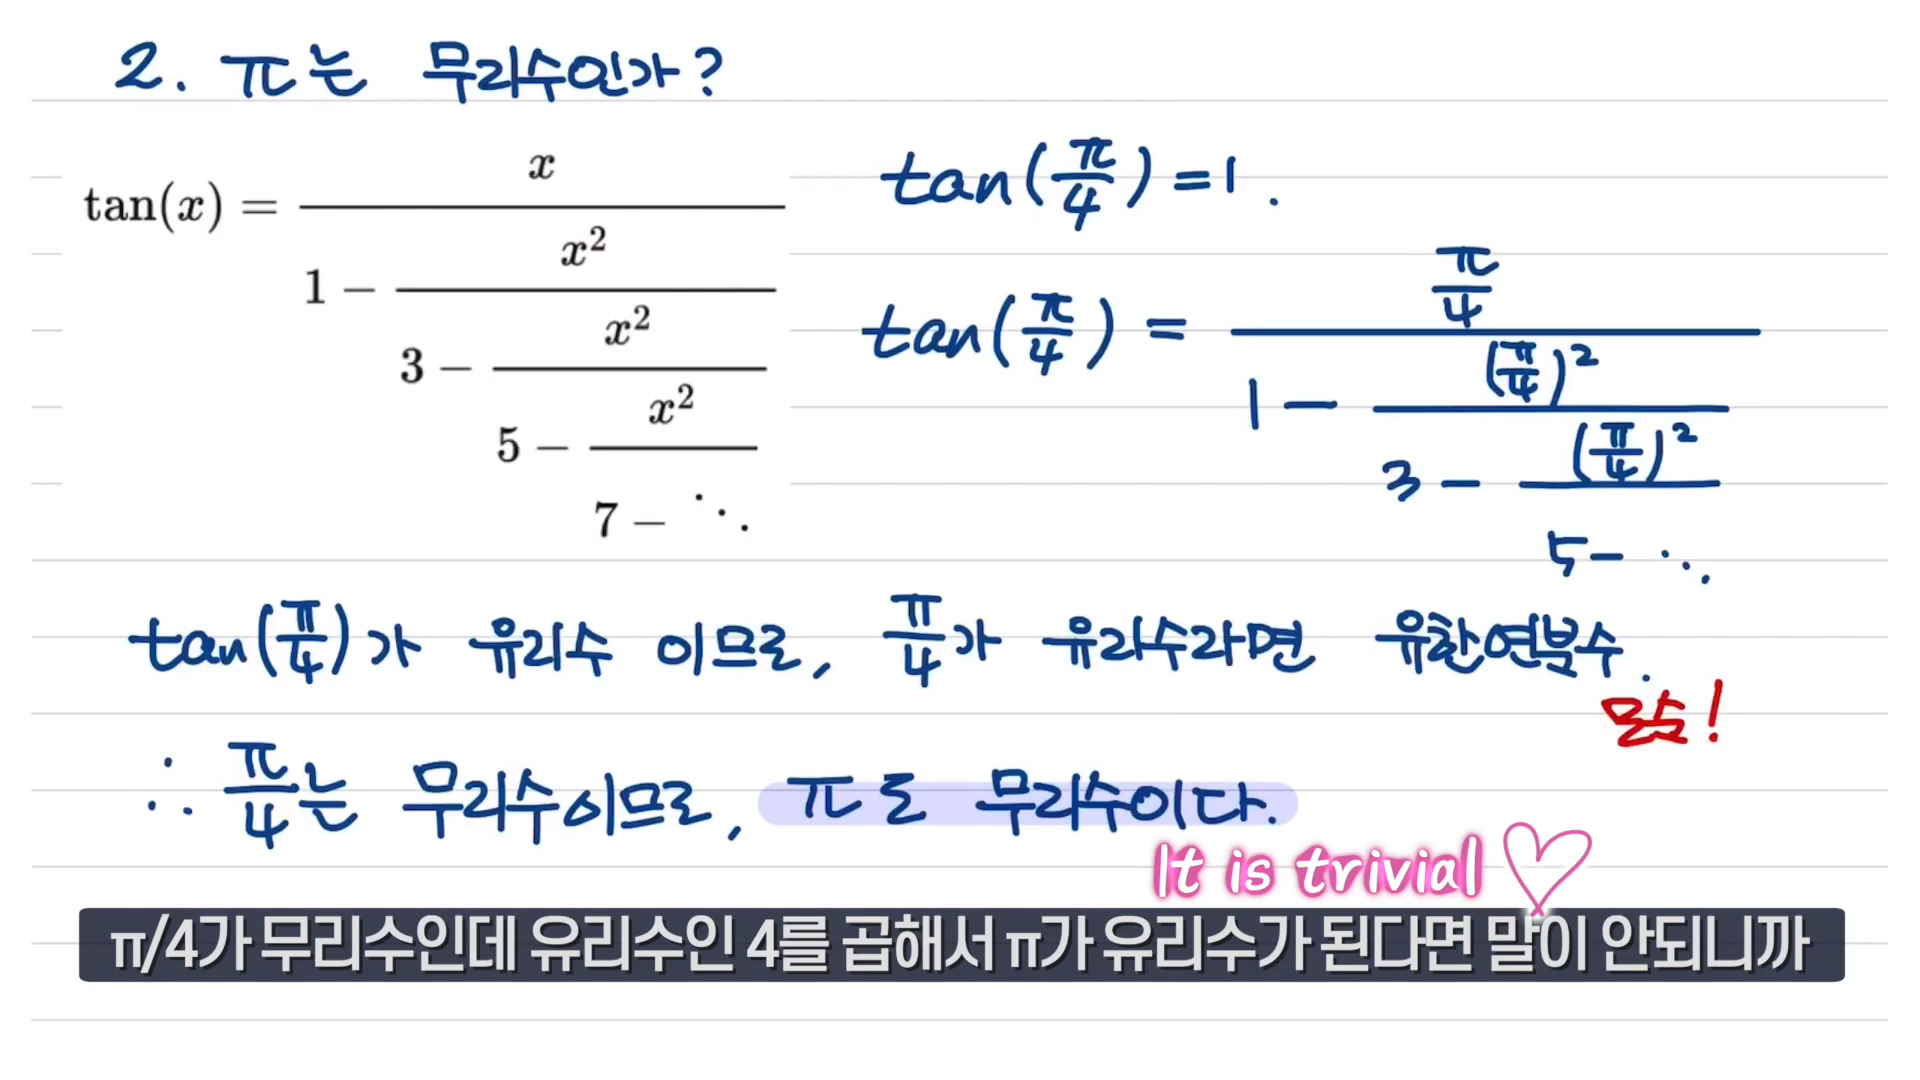 2. π는 무리수인가?
tan(x) = x / (1 − x² / (3 − x² / (5 − x² / (7 − ⋱))))
tan(π/4) = 1.
tan(π/4) = (π/4) / (1 − (π/4)² / (3 − (π/4)² / (5 − ⋱)))
tan(π/4)가 유리수 이므로, π/4가 유리수라면 유한연분수.
모순!
∴ π/4는 무리수이므로, π도 무리수이다.
It is trivial
π/4가 무리수인데 유리수인 4를 곱해서 π가 유리수가 된다면 말이 안되니까